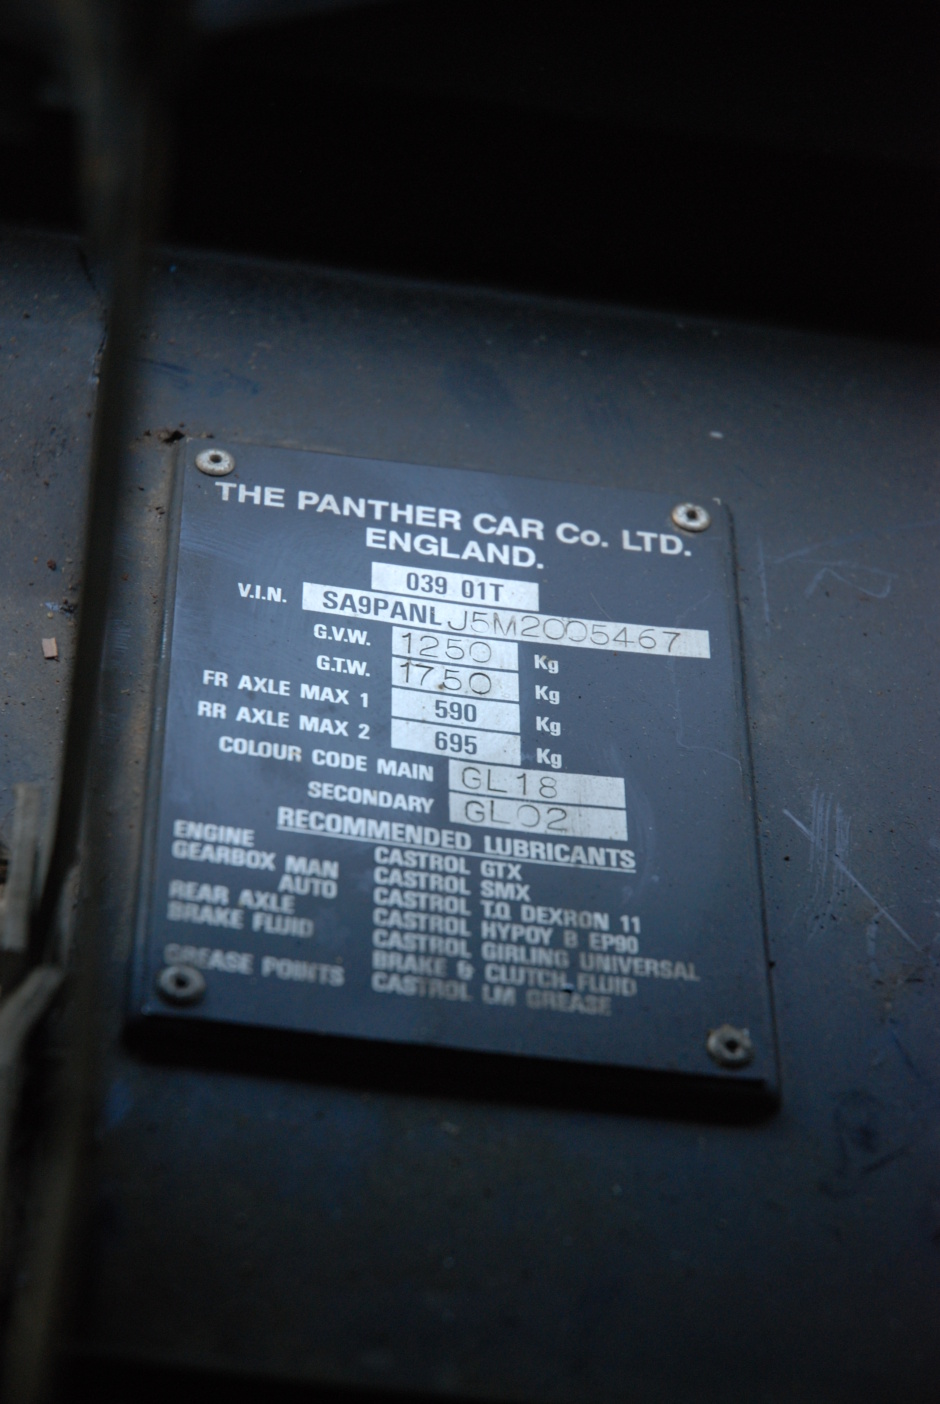 THE PANTHER CAR Co. LTD.
ENGLAND.
039 01T
V.I.N. SA9PANLJ5M2005467
G.V.W. 1250 Kg
G.T.W. 1750 Kg
FR AXLE MAX 1 590 Kg
RR AXLE MAX 2 695 Kg
COLOUR CODE MAIN GL18
SECONDARY GL02
RECOMMENDED LUBRICANTS
ENGINE CASTROL GTX
GEARBOX MAN CASTROL SMX
AUTO CASTROL T.Q DEXRON 11
REAR AXLE CASTROL HYPOY B EP90
BRAKE FLUID CASTROL GIRLING UNIVERSAL
BRAKE & CLUTCH FLUID
GREASE POINTS CASTROL LM GREASE